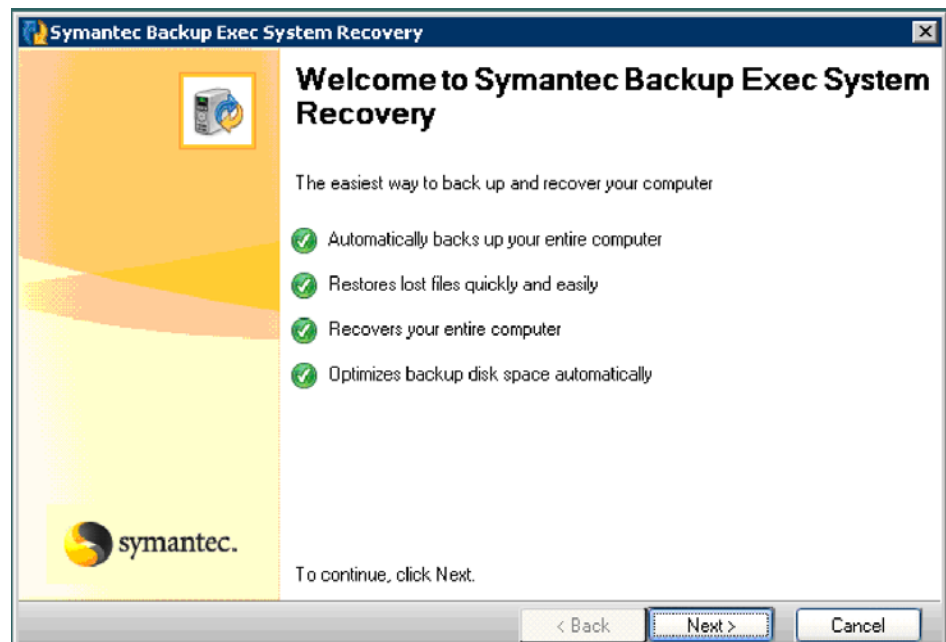 Symantec Backup Exec System Recovery
Welcome to Symantec Backup Exec System
Recovery
The easiest way to back up and recover your computer
Automatically backs up your entire computer
Restores lost files quickly and easily
Recovers your entire computer
Optimizes backup disk space automatically
symantec.
To continue, click Next.
< Back
Next >
Cancel